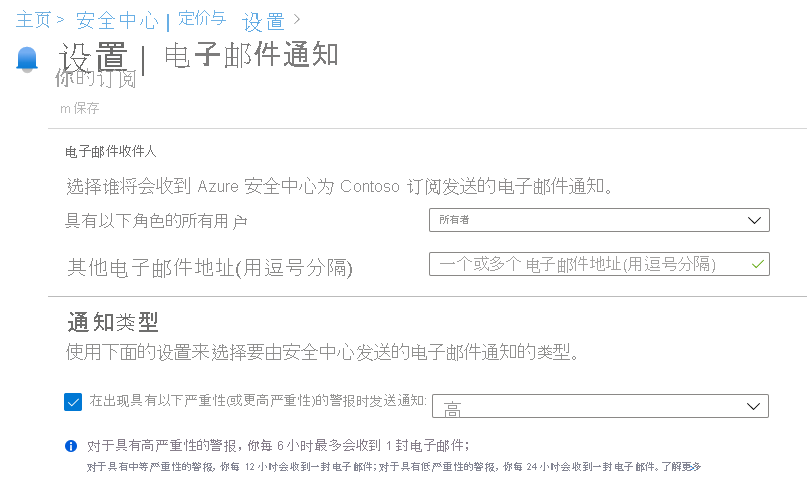 主页 > 安全中心 | 定价与 设置 >
设置 | 电子邮件通知
你的订阅
m 保存
电子邮件收件人
选择谁将会收到 Azure 安全中心为 Contoso 订阅发送的电子邮件通知。
具有以下角色的所有用户 所有者
其他电子邮件地址(用逗号分隔) 一个或多个电子邮件地址(用逗号分隔)
通知类型
使用下面的设置来选择要由安全中心发送的电子邮件通知的类型。
在出现具有以下严重性(或更高严重性)的警报时发送通知: 高
对于具有高严重性的警报，你每 6 小时最多会收到 1 封电子邮件；
对于具有中等严重性的警报, 你每 12 小时会收到一封电子邮件; 对于具有低严重性的警报, 你每 24 小时会收到一封电子邮件。了解更多